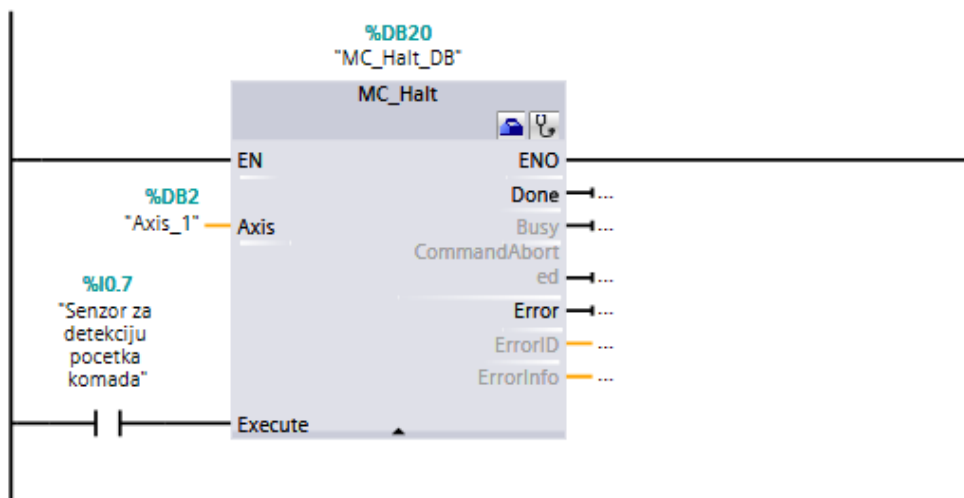 %DB20
"MC_Halt_DB"
MC_Halt
EN
ENO
%DB2
"Axis_1"
Axis
Done
...
Busy
...
CommandAbort
ed
...
%I0.7
"Senzor za
detekciju
pocetka
komada"
Error
...
ErrorID
...
ErrorInfo
...
Execute